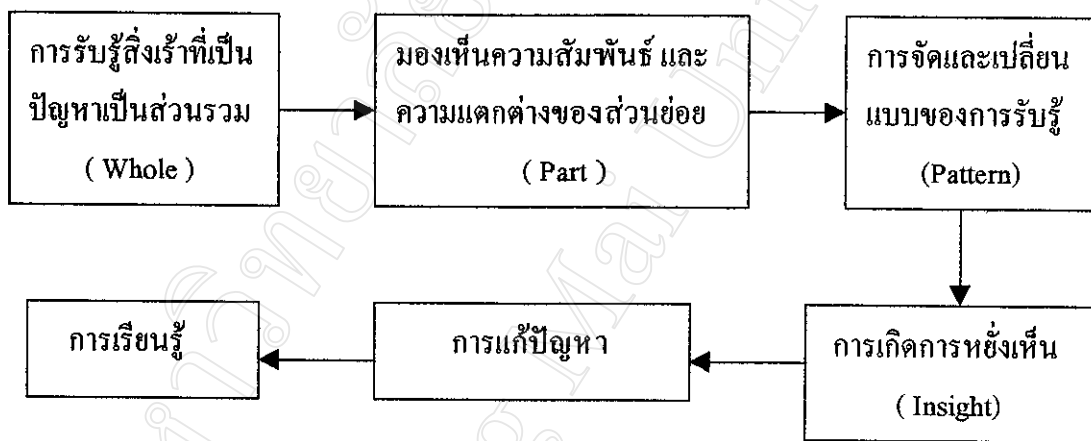 การรับรู้สิ่งเร้าที่เป็น
ปัญหาเป็นส่วนรวม
( Whole )
มองเห็นความสัมพันธ์ และ
ความแตกต่างของส่วนย่อย
( Part )
การจัดและเปลี่ยน
แบบของการรับรู้
(Pattern)
การเกิดการหยั่งเห็น
( Insight)
การแก้ปัญหา
การเรียนรู้